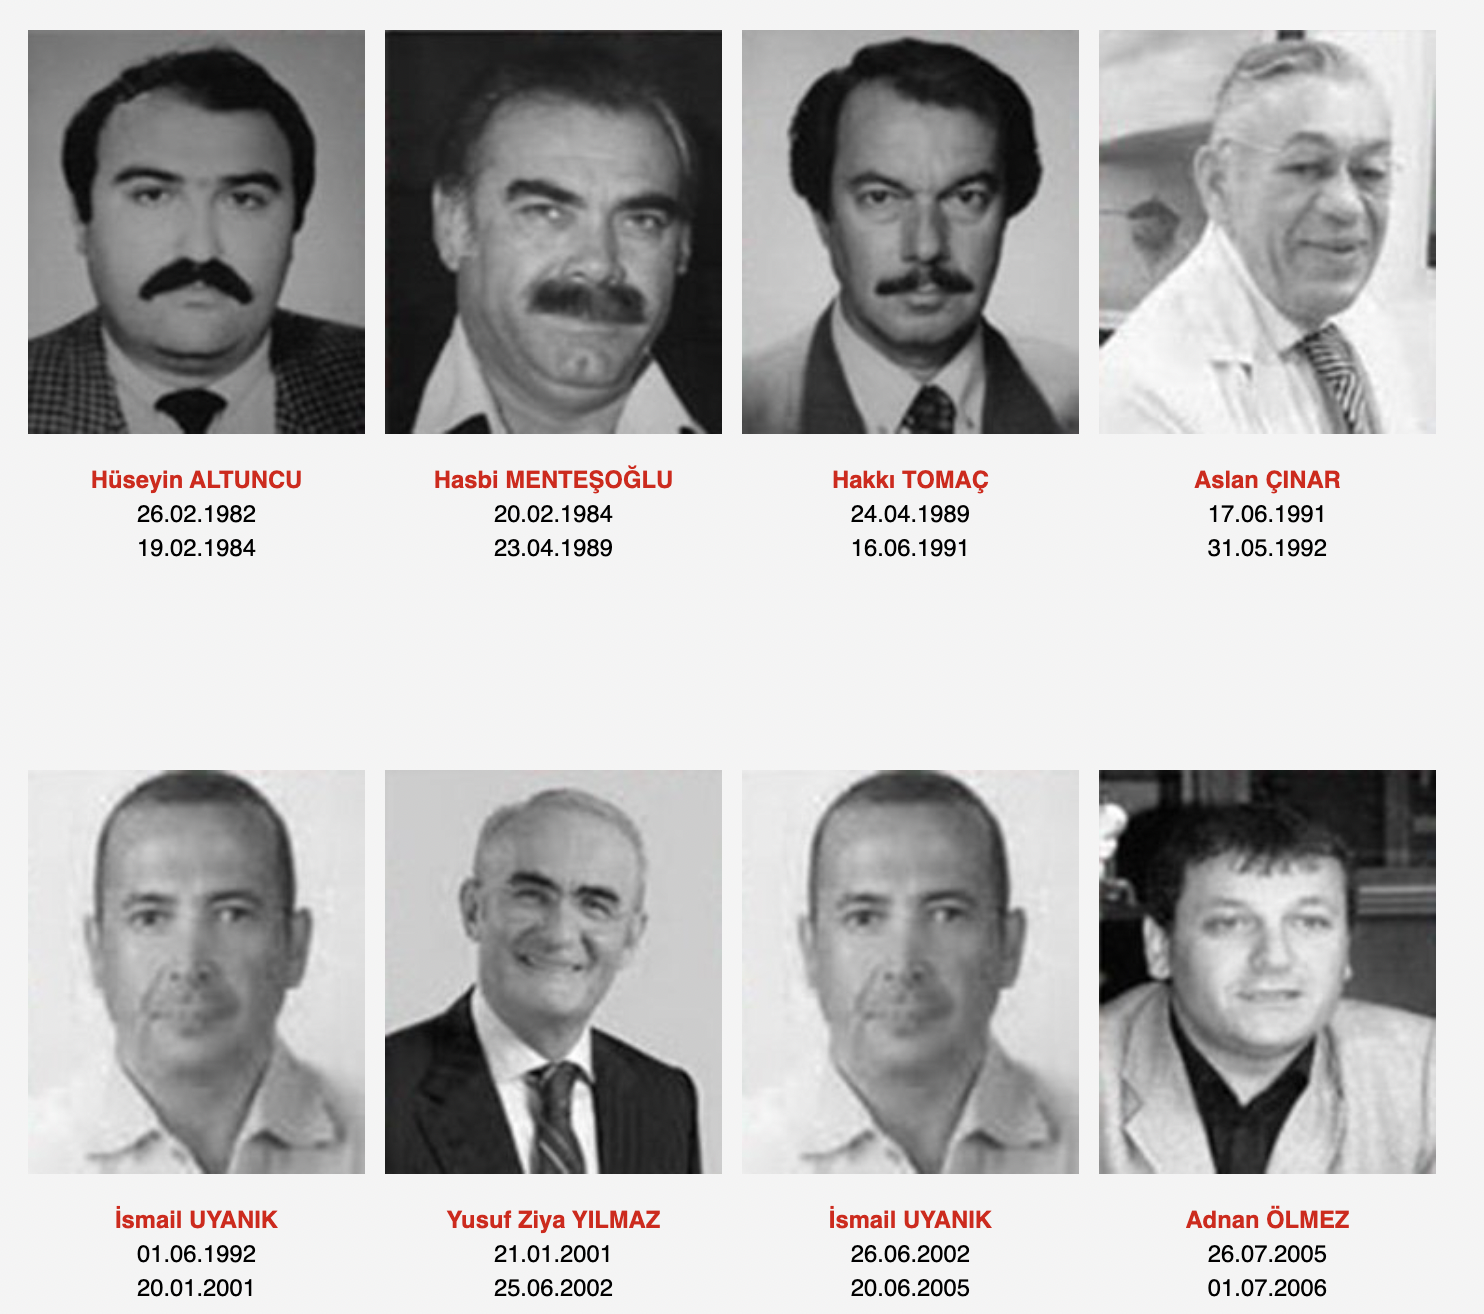 Hüseyin ALTUNCU
26.02.1982
19.02.1984
Hasbi MENTEŞOĞLU
20.02.1984
23.04.1989
Hakkı TOMAÇ
24.04.1989
16.06.1991
Aslan ÇINAR
17.06.1991
31.05.1992
İsmail UYANIK
01.06.1992
20.01.2001
Yusuf Ziya YILMAZ
21.01.2001
25.06.2002
İsmail UYANIK
26.06.2002
20.06.2005
Adnan ÖLMEZ
26.07.2005
01.07.2006